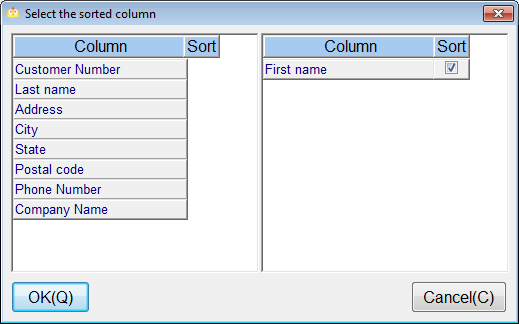 Select the sorted column
Column Sort
Customer Number
Last name
Address
City
State
Postal code
Phone Number
Company Name
Column Sort
First name
OK(Q)
Cancel(C)